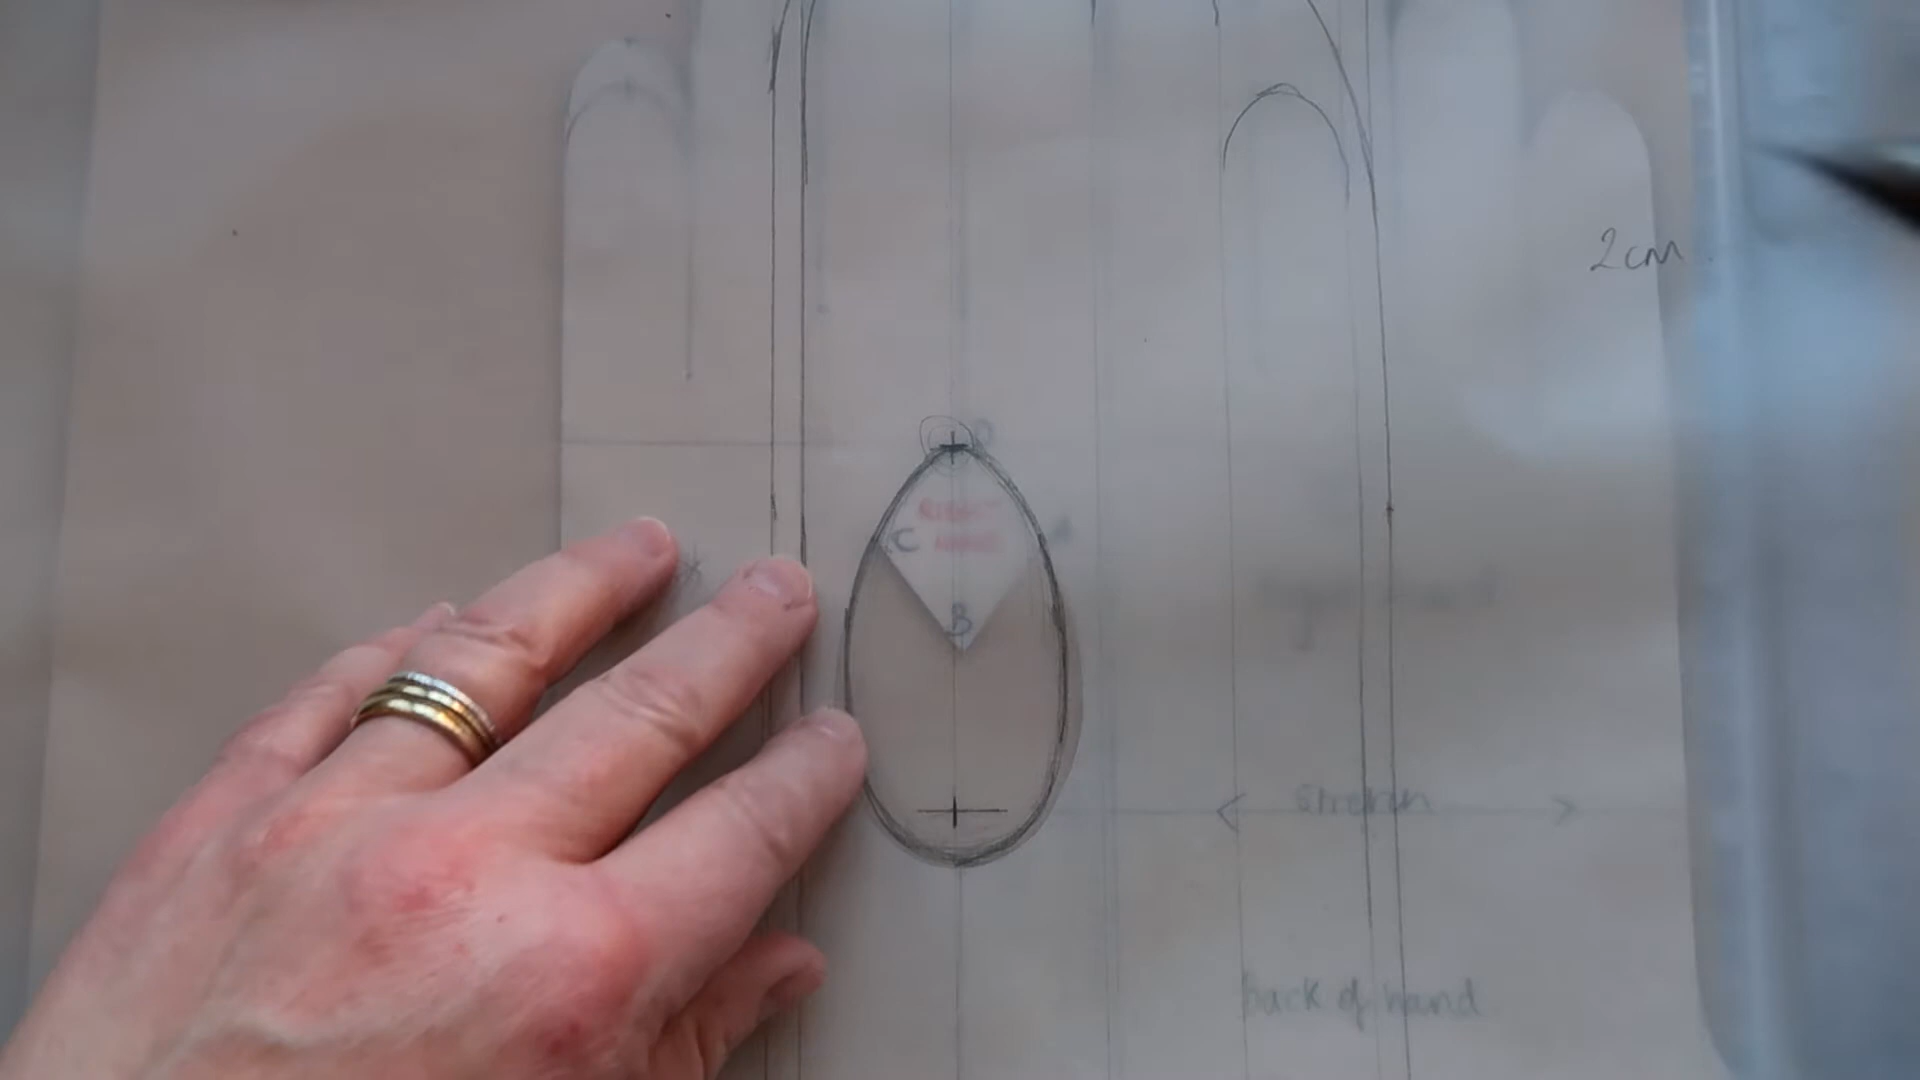 2cm
D
RIGHT
HAND
C
A
B
Stretch
back of hand